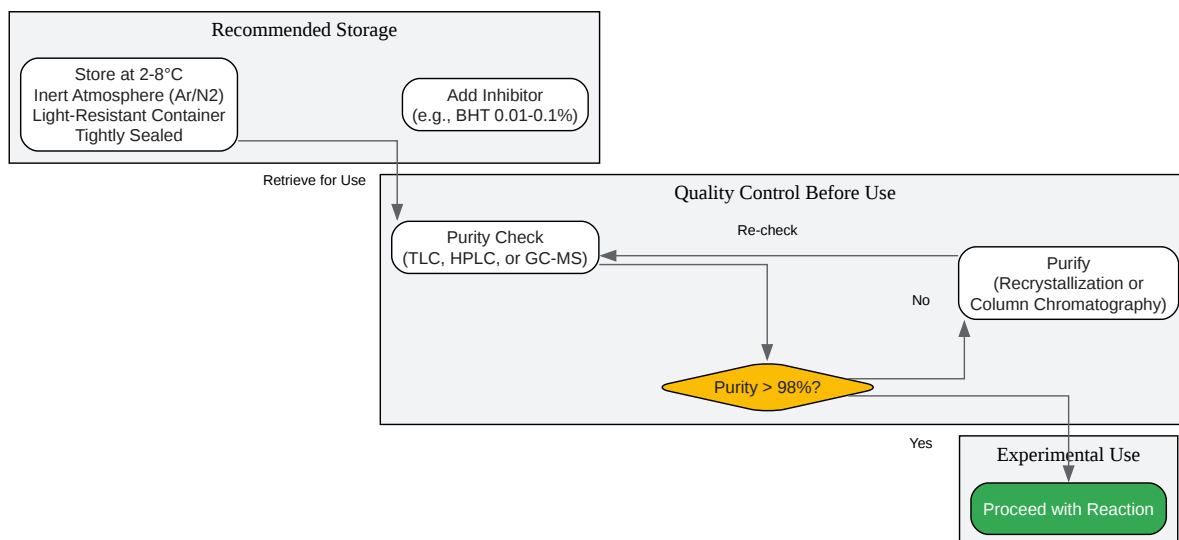 Recommended Storage
Store at 2-8°C
Inert Atmosphere (Ar/N2)
Light-Resistant Container
Tightly Sealed
Add Inhibitor
(e.g., BHT 0.01-0.1%)
Retrieve for Use
Quality Control Before Use
Purity Check
(TLC, HPLC, or GC-MS)
Re-check
Purify
(Recrystallization or
Column Chromatography)
No
Purity > 98%?
Yes
Experimental Use
Proceed with Reaction